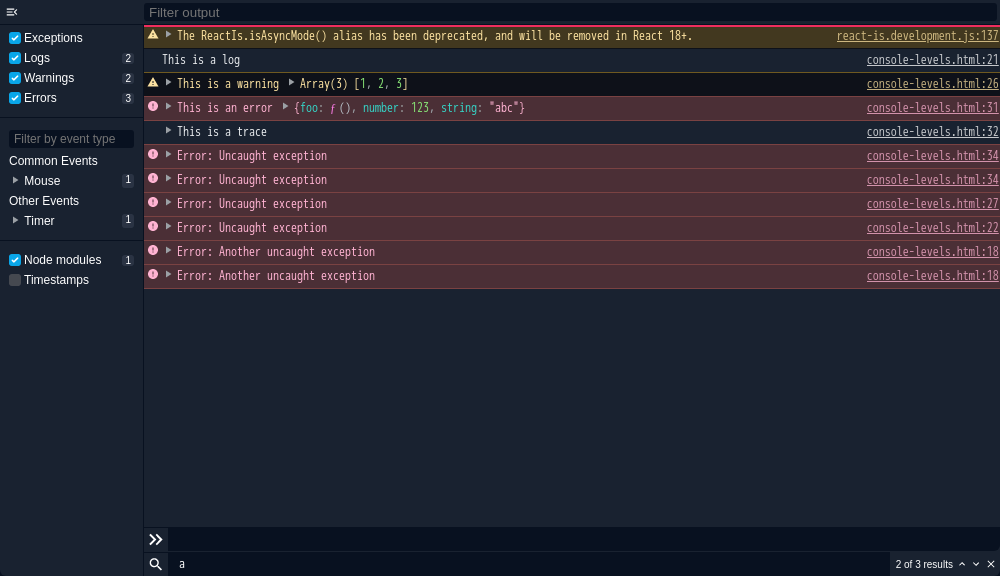 Filter output
Exceptions
Logs 2
Warnings 2
Errors 3
Filter by event type
Common Events
Mouse 1
Other Events
Timer 1
Node modules 1
Timestamps
The ReactIs.isAsyncMode() alias has been deprecated, and will be removed in React 18+. react-is.development.js:137
This is a log console-levels.html:21
This is a warning Array(3) [1, 2, 3] console-levels.html:26
This is an error {foo: ƒ (), number: 123, string: "abc"} console-levels.html:31
This is a trace console-levels.html:32
Error: Uncaught exception console-levels.html:34
Error: Uncaught exception console-levels.html:34
Error: Uncaught exception console-levels.html:27
Error: Uncaught exception console-levels.html:22
Error: Another uncaught exception console-levels.html:18
Error: Another uncaught exception console-levels.html:18
a 2 of 3 results